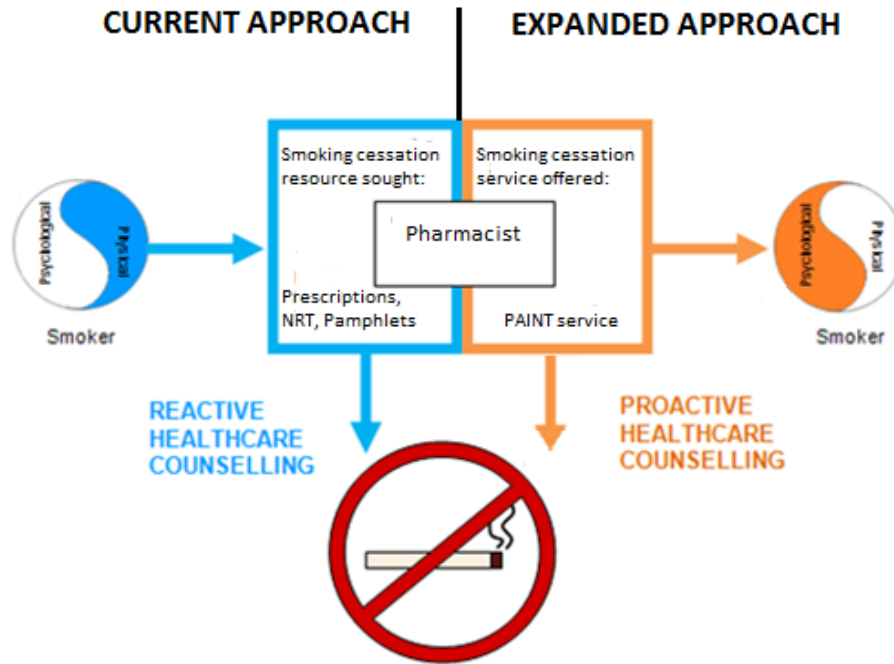 CURRENT APPROACH
EXPANDED APPROACH
Smoking cessation
resource sought:
Smoking cessation
service offered:
Pharmacist
Psychological
Physical
Smoker
Prescriptions,
NRT, Pamphlets
PAINT service
Psychological
Physical
Smoker
REACTIVE
HEALTHCARE
COUNSELLING
PROACTIVE
HEALTHCARE
COUNSELLING